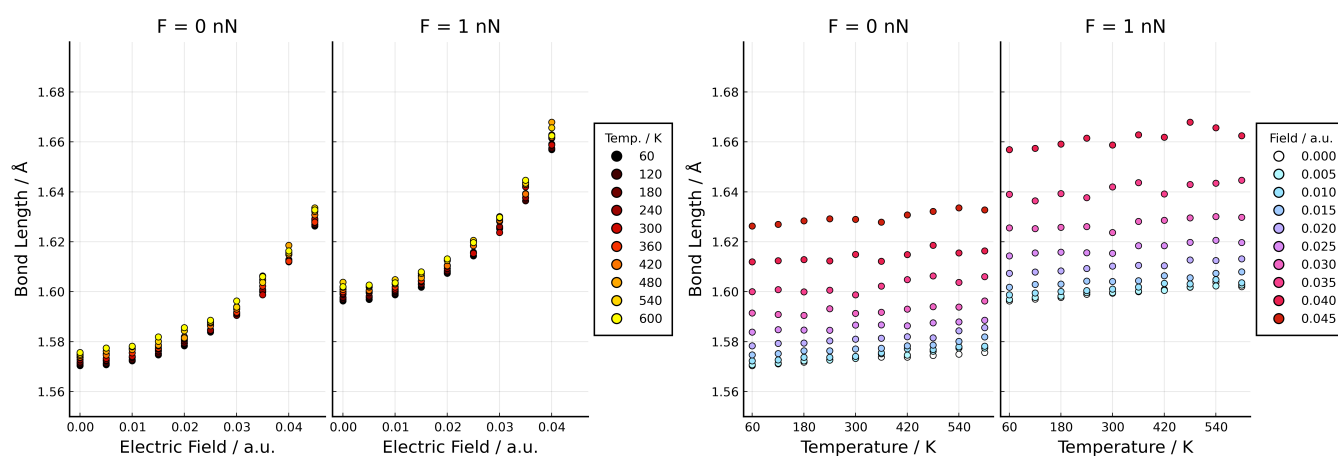 F = 0 nN
F = 1 nN
Bond Length / Å
1.68
1.66
1.64
1.62
1.60
1.58
1.56
0.00 0.01 0.02 0.03 0.04
0.00 0.01 0.02 0.03 0.04
Electric Field / a.u.
Electric Field / a.u.
Temp. / K
60
120
180
240
300
360
420
480
540
600
F = 0 nN
F = 1 nN
Bond Length / Å
1.68
1.66
1.64
1.62
1.60
1.58
1.56
60 180 300 420 540
60 180 300 420 540
Temperature / K
Temperature / K
Field / a.u.
0.000
0.005
0.010
0.015
0.020
0.025
0.030
0.035
0.040
0.045